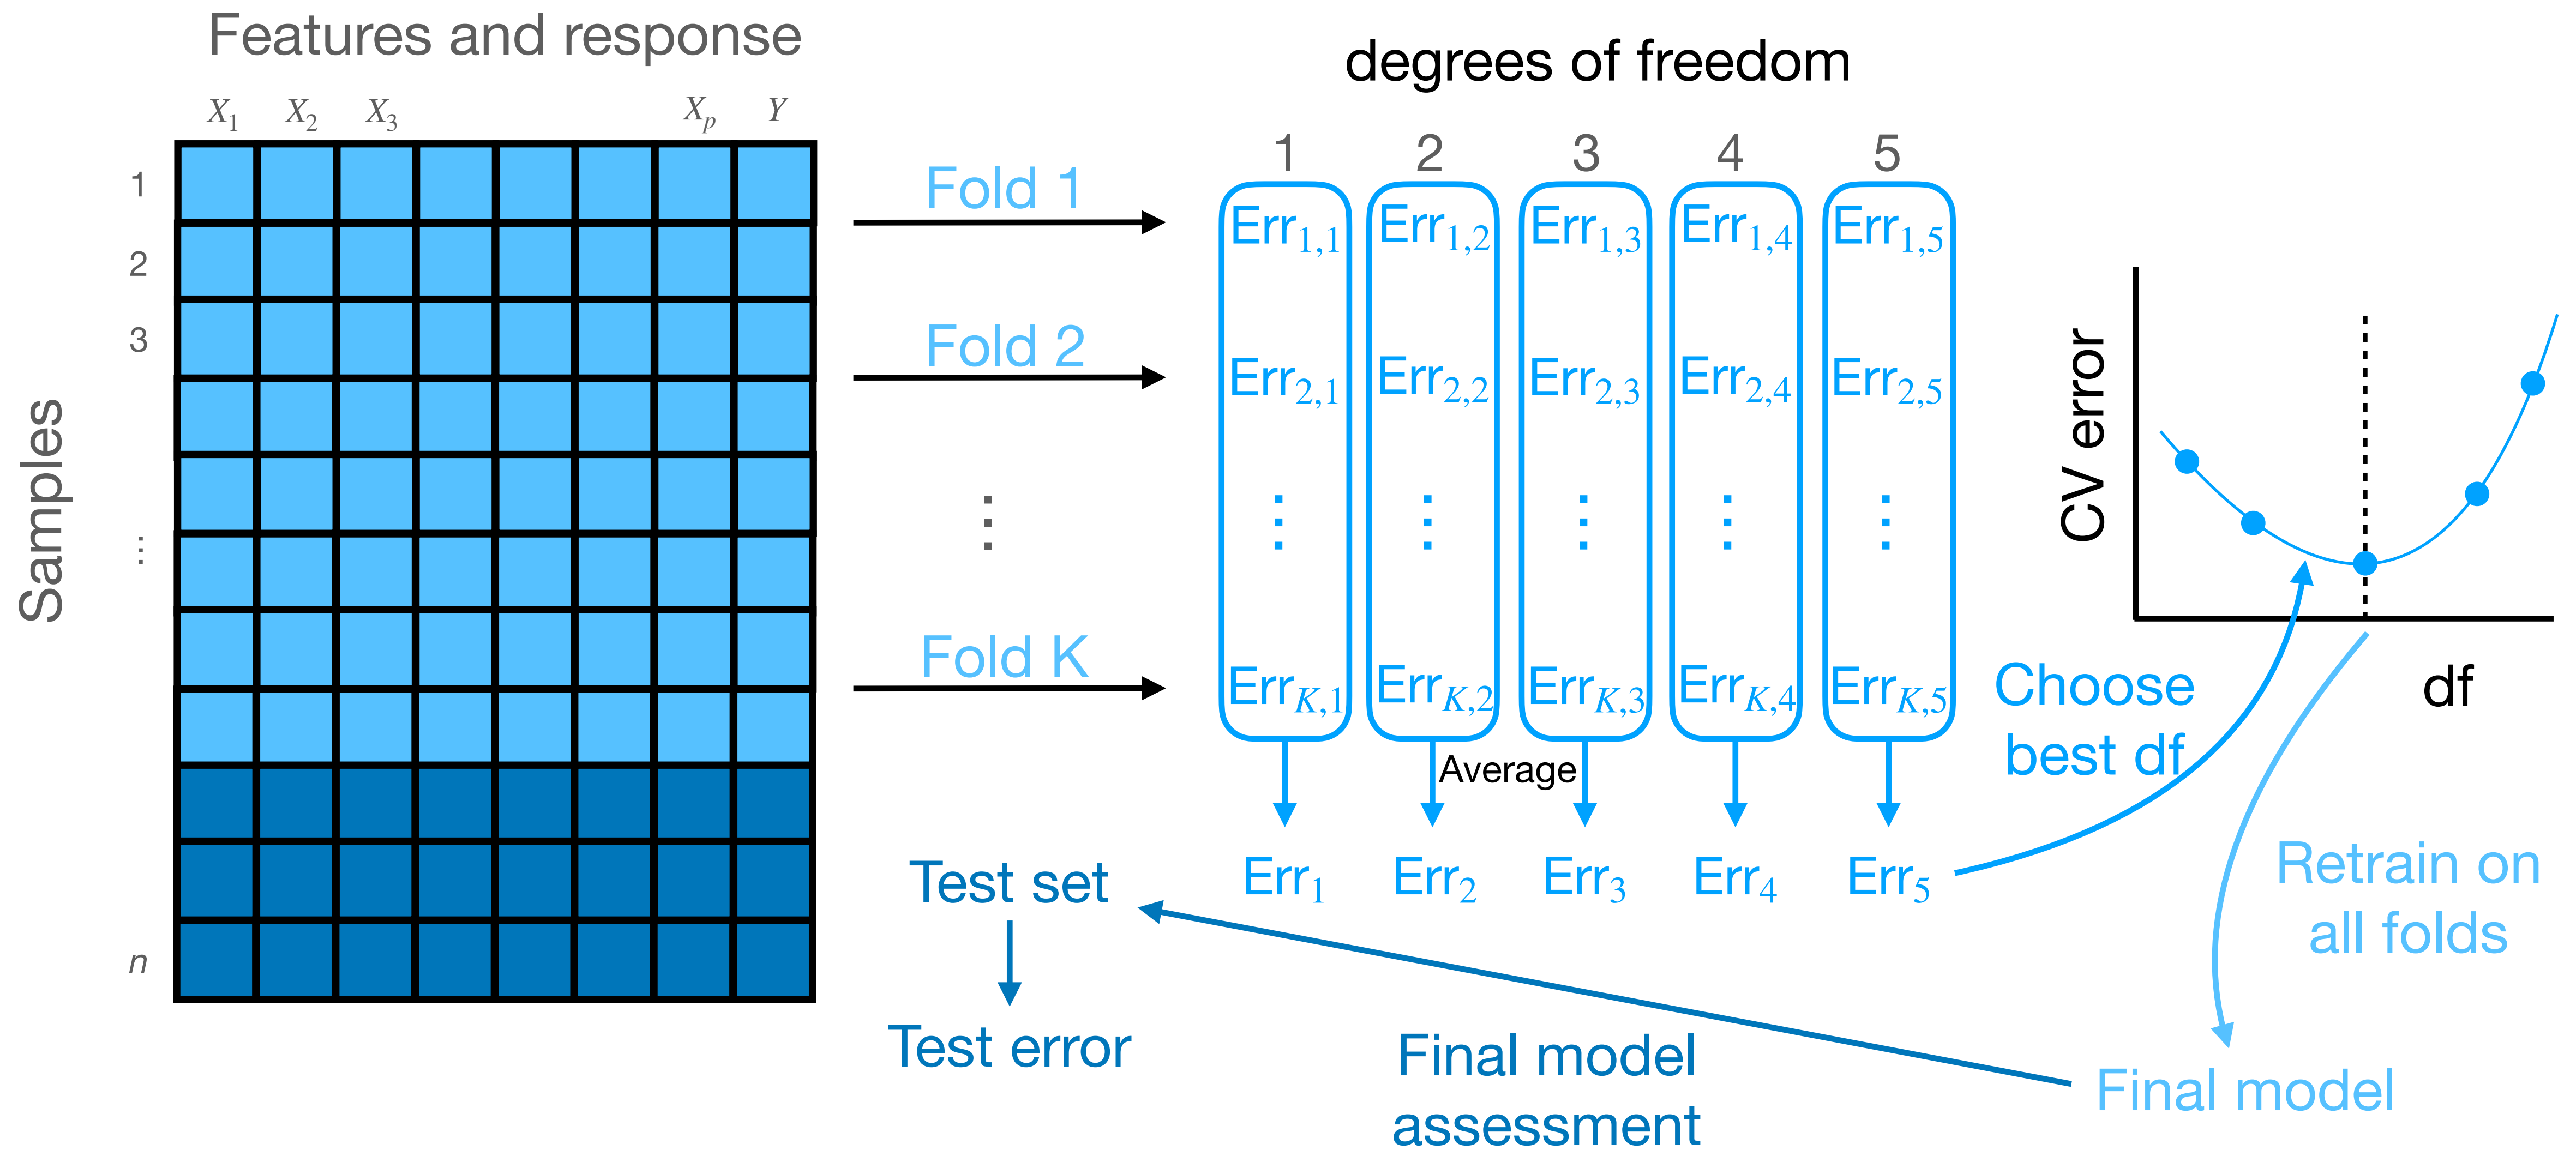 Features and response
X1 X2 X3 Xp Y
Samples
1
2
3
⋮
n
Fold 1
Fold 2
⋮
Fold K
degrees of freedom
1 2 3 4 5
Err1,1 Err1,2 Err1,3 Err1,4 Err1,5
Err2,1 Err2,2 Err2,3 Err2,4 Err2,5
⋮ ⋮ ⋮ ⋮ ⋮
ErrK,1 ErrK,2 ErrK,3 ErrK,4 ErrK,5
Average
Err1 Err2 Err3 Err4 Err5
CV error
df
Choose
best df
Retrain on
all folds
Final model
Final model
assessment
Test set
Test error